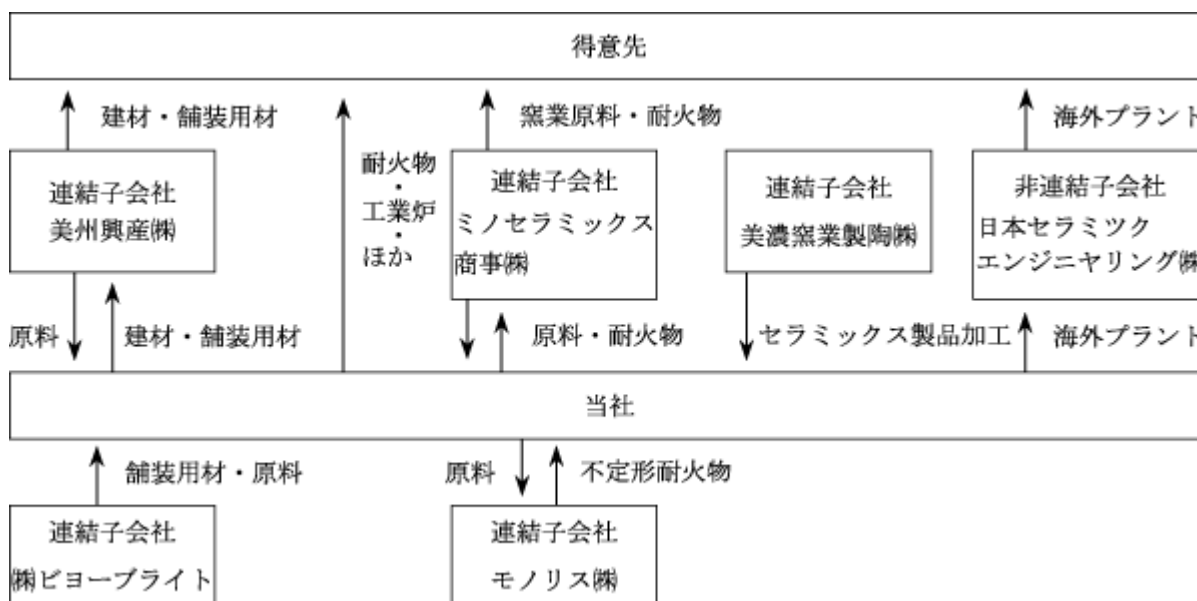 得意先
建材・舗装用材
窯業原料・耐火物
海外プラント
連結子会社
美州興産㈱
耐火物
・
工業炉
・
ほか
連結子会社
ミノセラミックス
商事㈱
連結子会社
美濃窯業製陶㈱
非連結子会社
日本セラミツク
エンジニヤリング㈱
原料
建材・舗装用材
原料・耐火物
セラミックス製品加工
海外プラント
当社
舗装用材・原料
原料
不定形耐火物
連結子会社
㈱ビヨーブライト
連結子会社
モノリス㈱